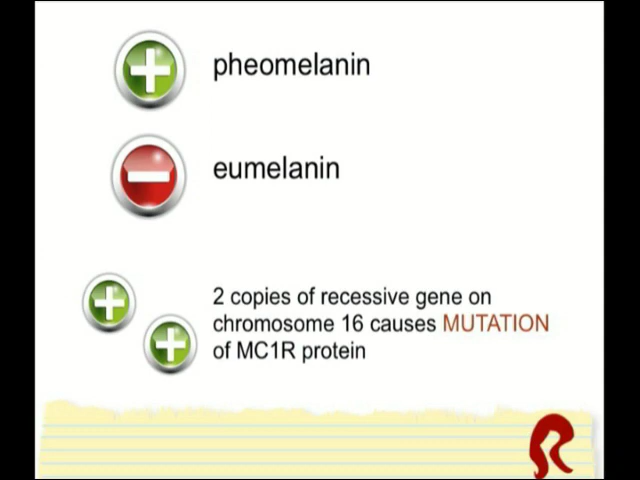 pheomelanin
eumelanin
2 copies of recessive gene on
chromosome 16 causes MUTATION
of MC1R protein